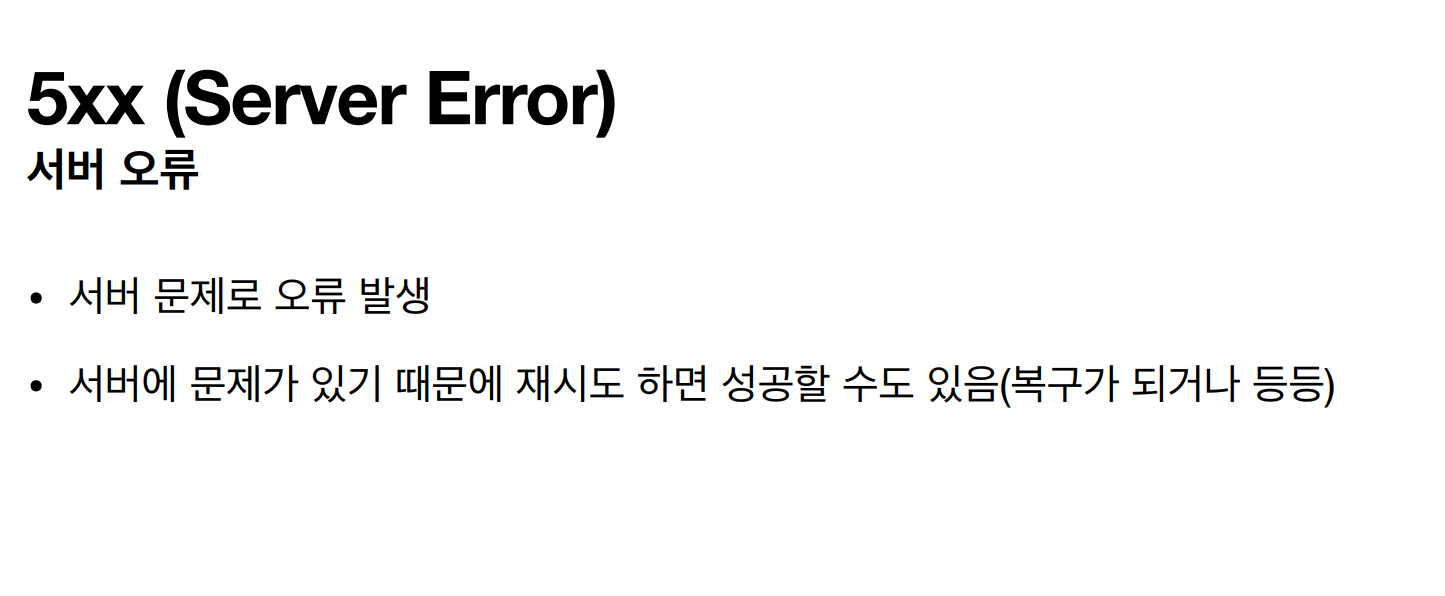 5xx (Server Error)
서버 오류
• 서버 문제로 오류 발생
• 서버에 문제가 있기 때문에 재시도 하면 성공할 수도 있음(복구가 되거나 등등)